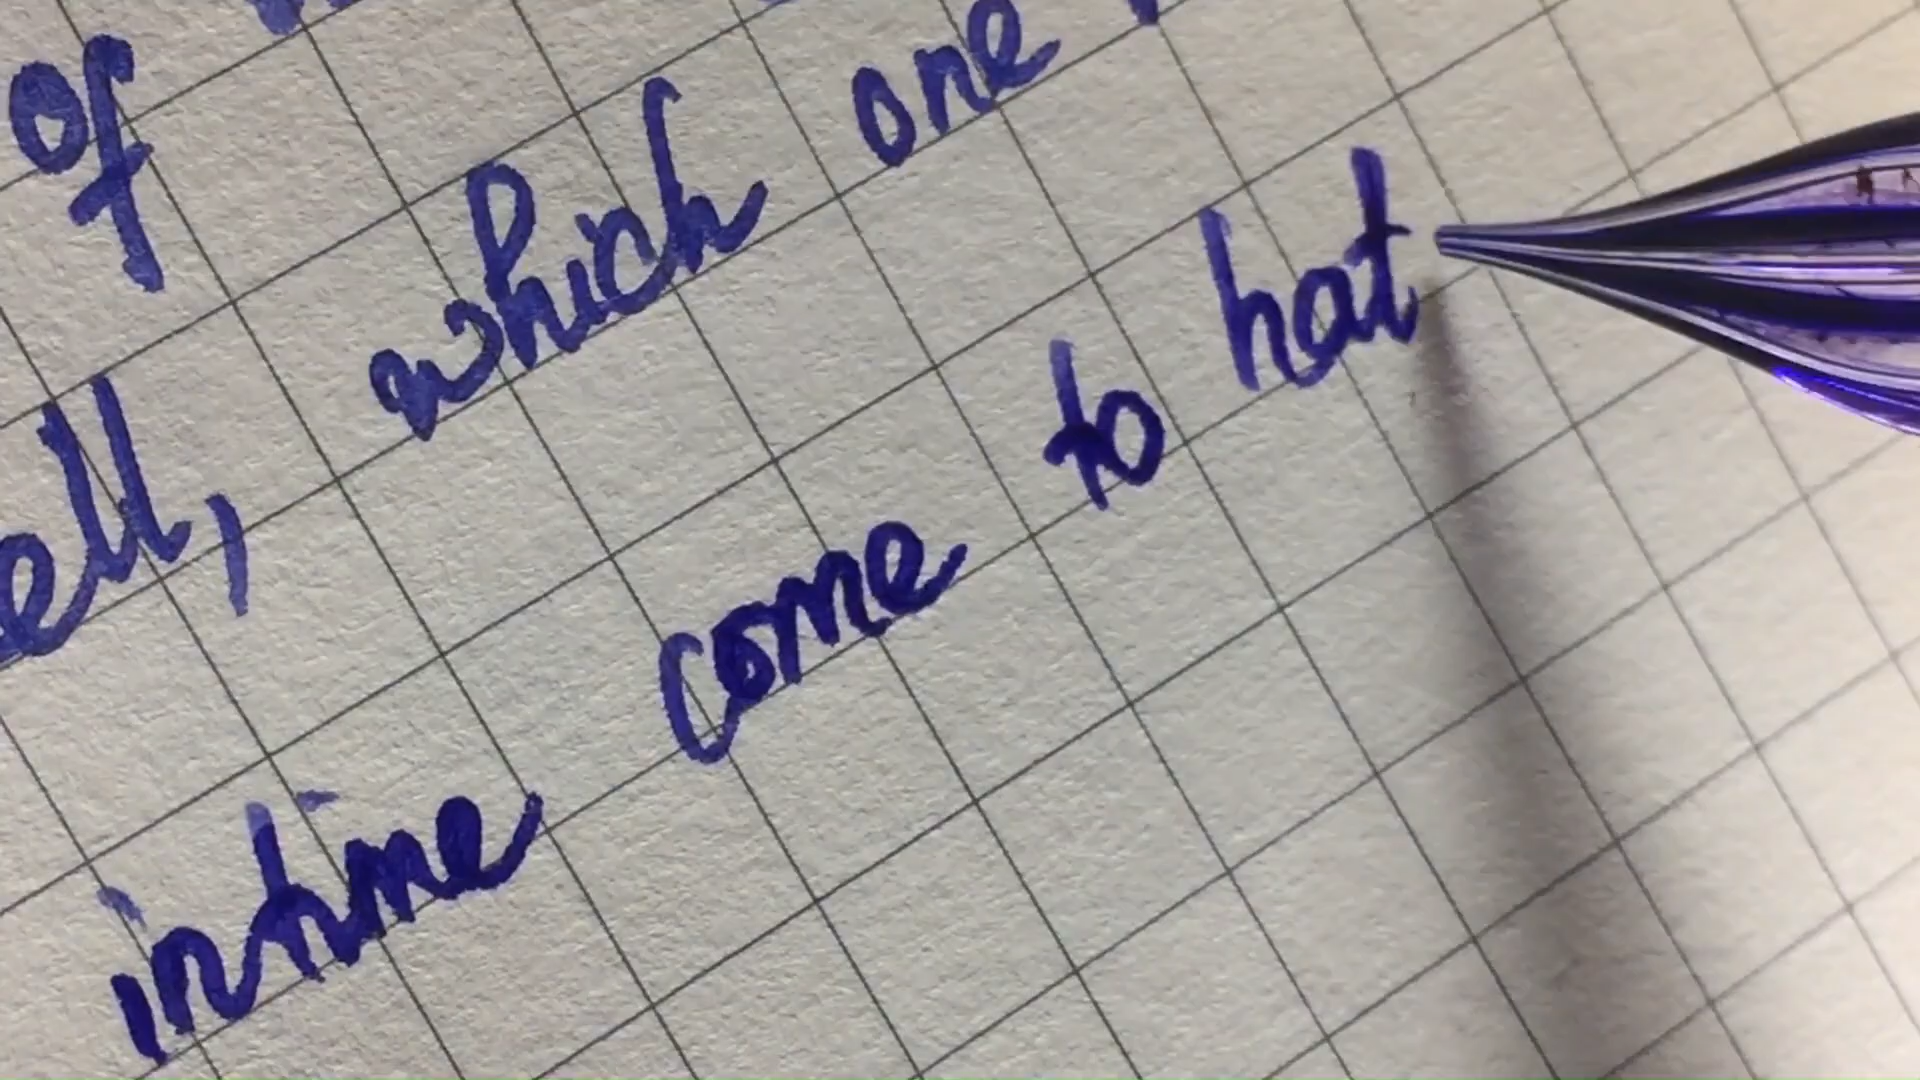 of
ell, which one
intime come to hat